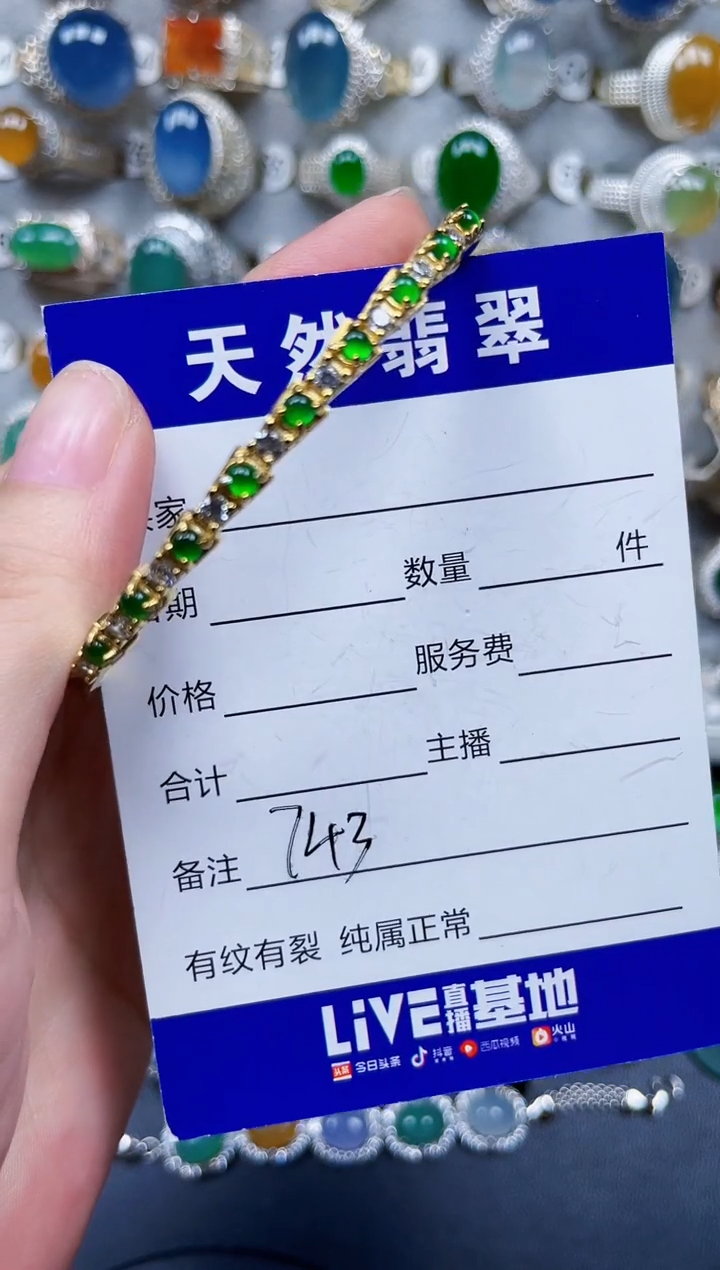 天然翡翠
家
期 数量 件
价格 服务费
合计 主播
备注 743
有纹有裂 纯属正常
LiVE直播基地
头条 今日头条 抖音 西瓜视频 火山